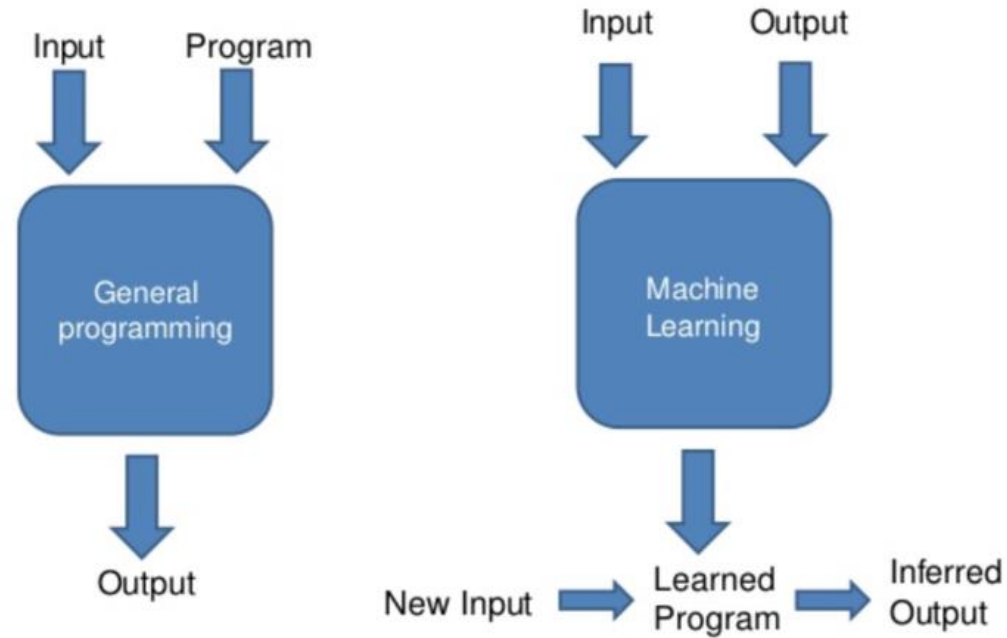 Input
Program
General
programming
Output
Input
Output
Machine
Learning
New Input
Learned
Program
Inferred
Output